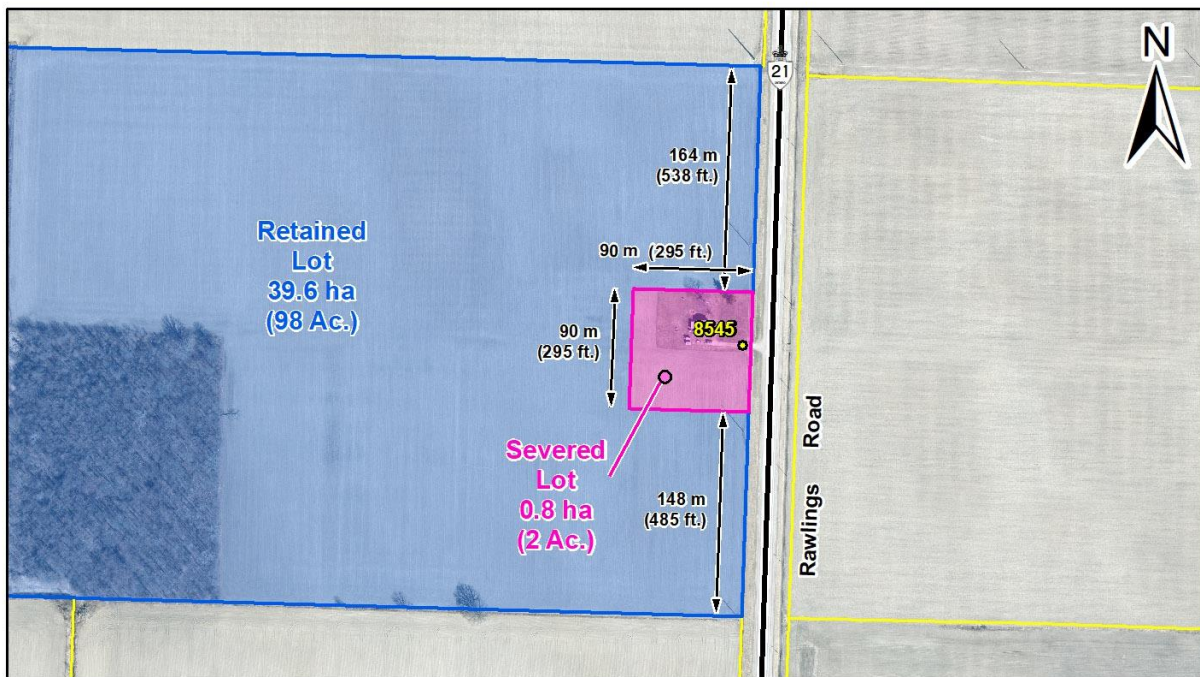 N
21
164 m
(538 ft.)
Retained
Lot
39.6 ha
(98 Ac.)
90 m (295 ft.)
90 m
(295 ft.)
8545
Severed
Lot
0.8 ha
(2 Ac.)
148 m
(485 ft.)
Rawlings Road